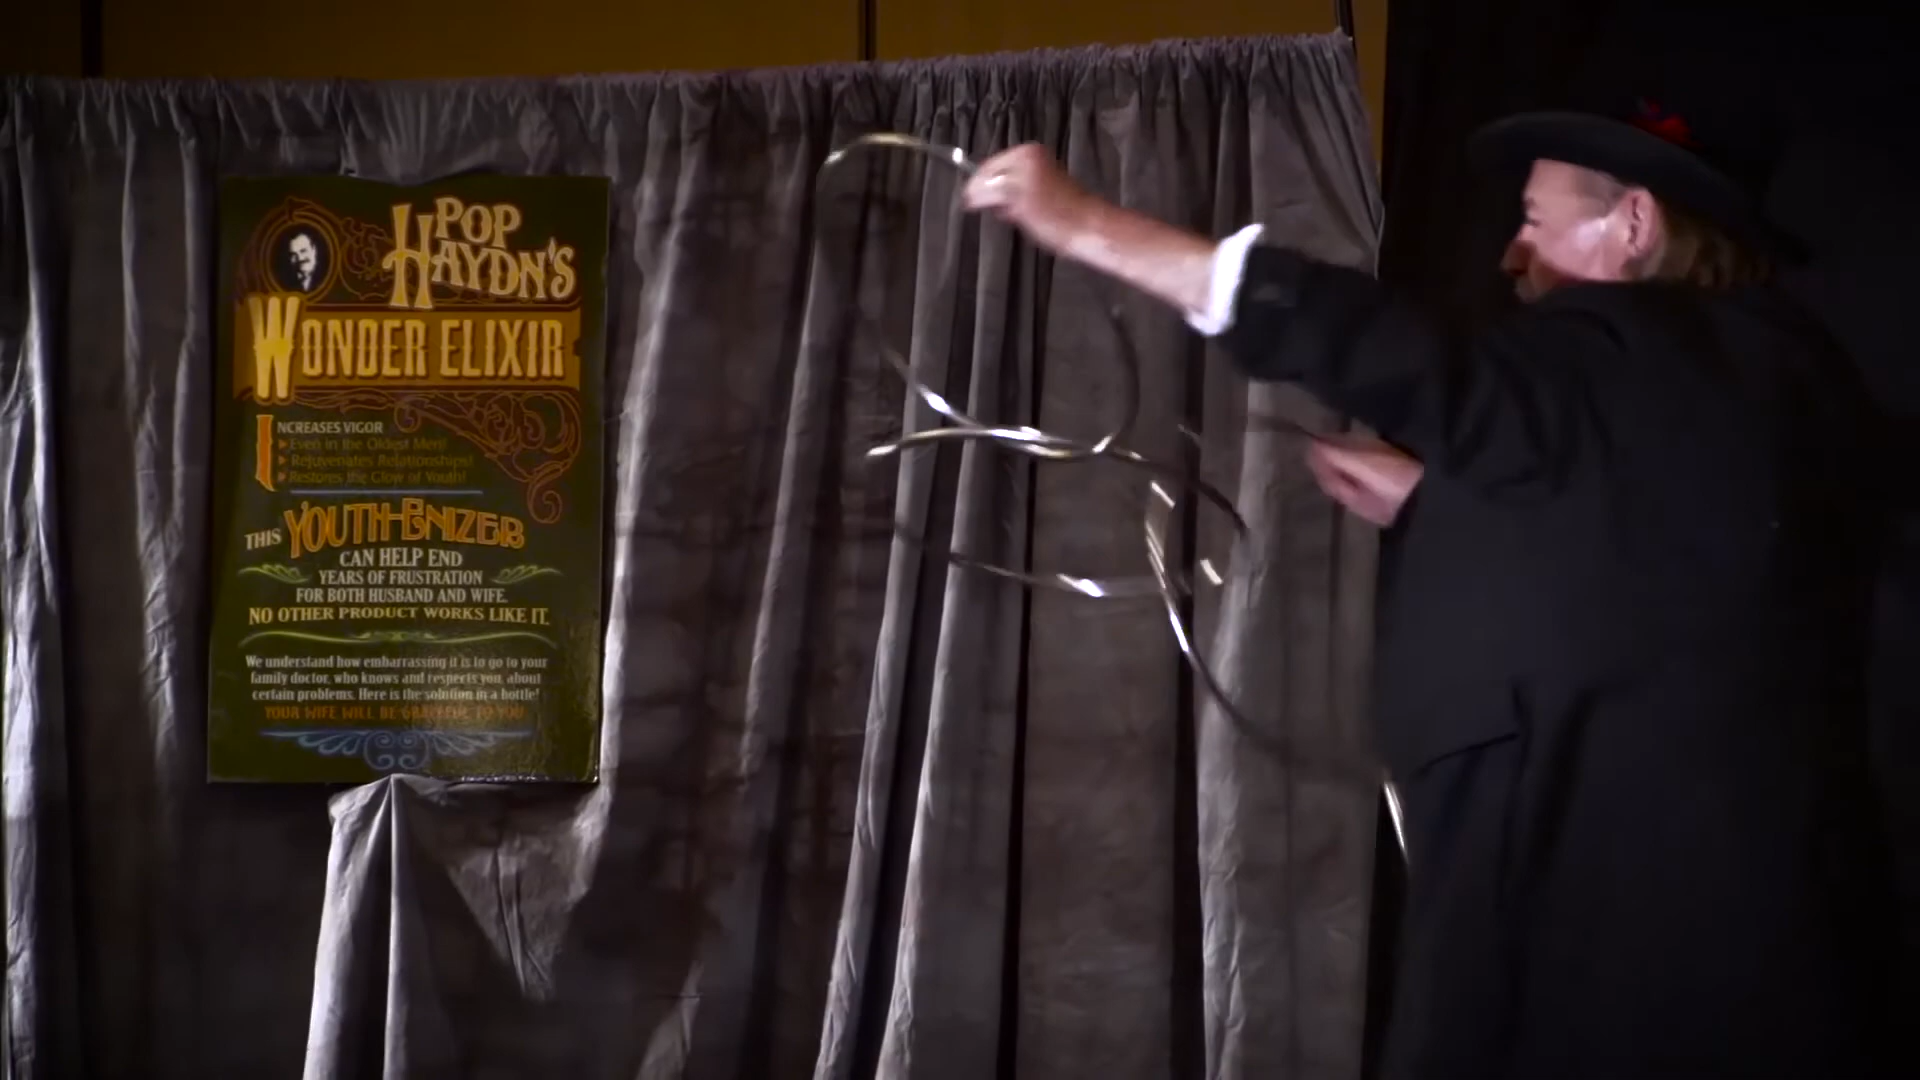 POP
HAYDN'S
WONDER ELIXIR
INCREASES VIGOR
Even in the Oldest Men!
Rejuvenates Relationships!
Restores the Glow of Youth!
THIS YOUTH-ENIZER
CAN HELP END
YEARS OF FRUSTRATION
FOR BOTH HUSBAND AND WIFE.
NO OTHER PRODUCT WORKS LIKE IT.
We understand how embarrassing it is to go to your
family doctor, who knows and respects you, about
certain problems. Here is the solution in a bottle!
YOUR WIFE WILL BE GRATEFUL TO YOU